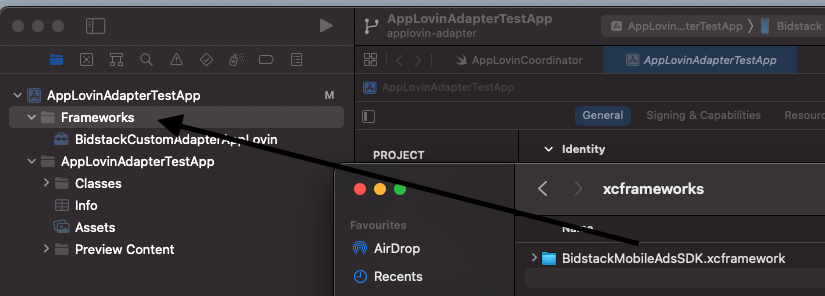 AppLovinAdapterTestApp
applovin-adapter
AppLovin...terTestApp
Bidstack
AppLovinCoordinator
AppLovinAdapterTestApp
AppLovinAdapterTestApp M
AppLovinAdapterTestApp
Frameworks
General Signing & Capabilities Resourc
BidstackCustomAdapterAppLovin
PROJECT
Identity
AppLovinAdapterTestApp
Classes
xcframeworks
Info
Favourites
Name
Assets
AirDrop
Preview Content
BidstackMobileAdsSDK.xcframework
Recents